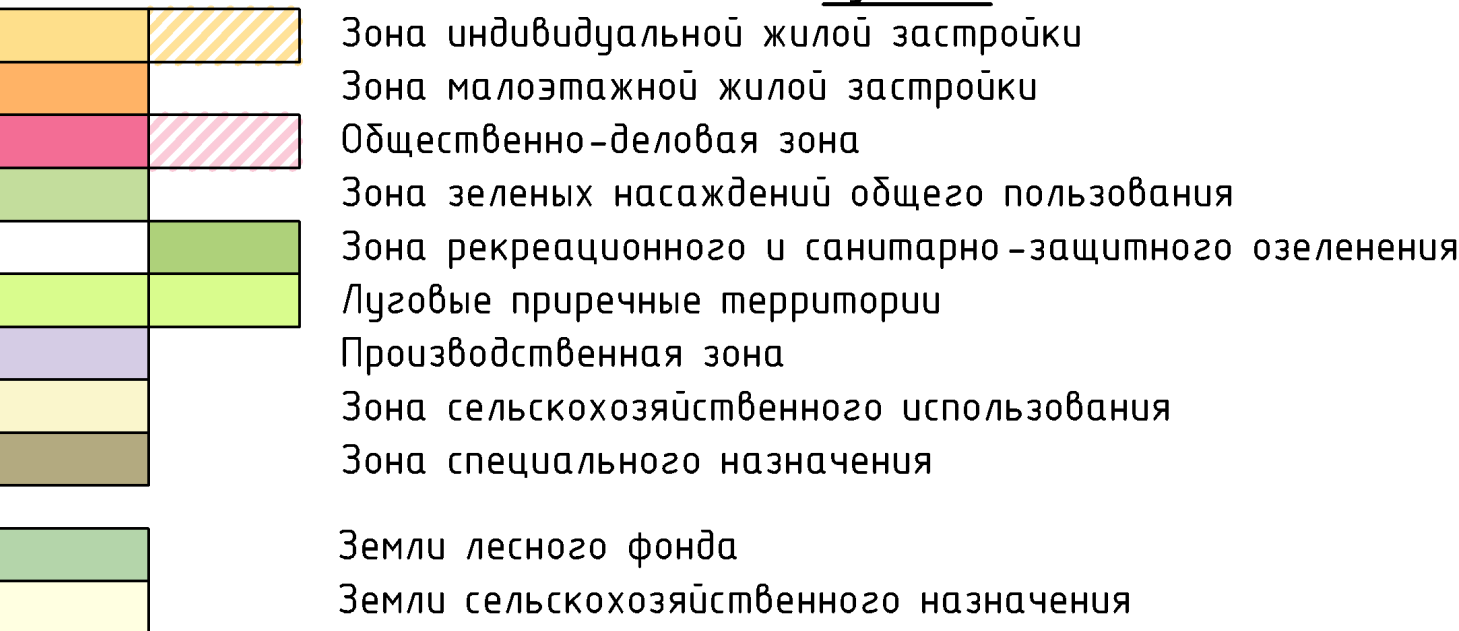 Зона индивидуальной жилой застройки
Зона малоэтажной жилой застройки
Общественно-деловая зона
Зона зеленых насаждений общего пользования
Зона рекреационного и санитарно-защитного озеленения
Луговые приречные территории
Производственная зона
Зона сельскохозяйственного использования
Зона специального назначения
Земли лесного фонда
Земли сельскохозяйственного назначения